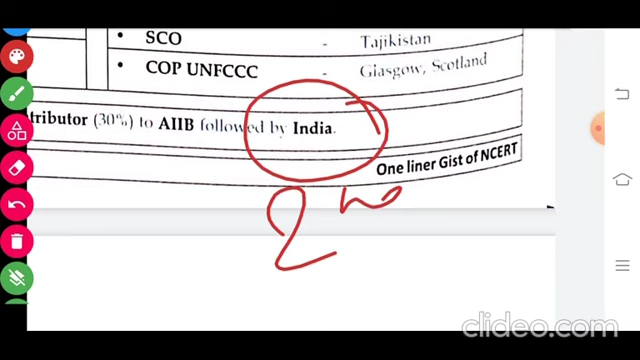 SCO - Tajikistan
COP UNFCCC - Glasgow, Scotland
tributor (30%) to AIIB followed by India.
One liner Gist of NCERT
2nd
clideo.com